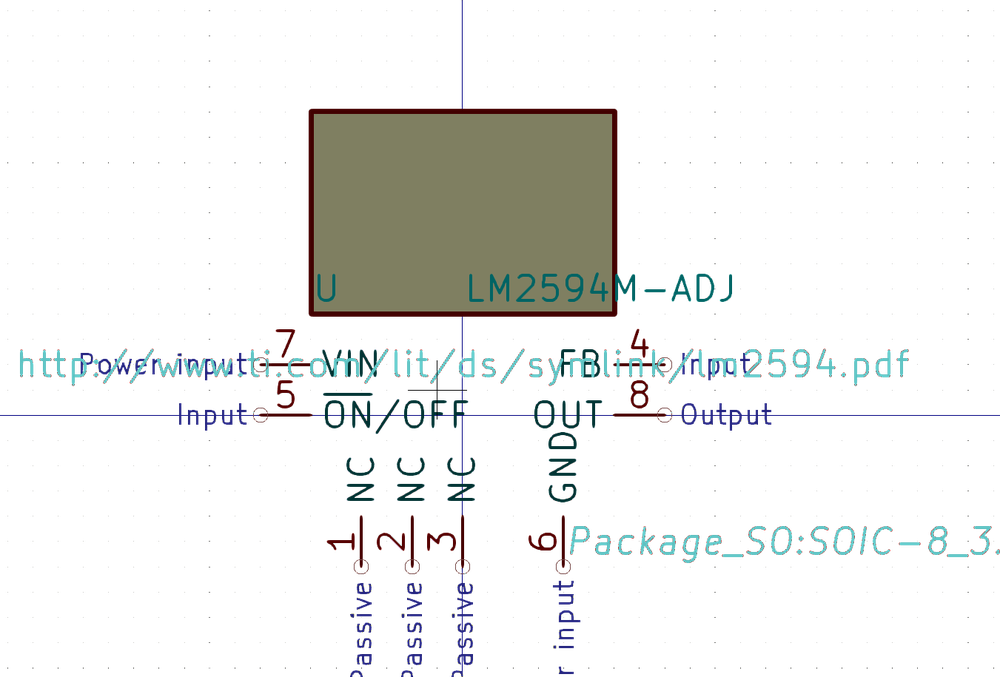 U LM2594M-ADJ
7 4
Power input VIN FB Input
http://www.ti.com/lit/ds/symlink/lm2594.pdf
5 8
Input ON/OFF OUT Output
NC NC NC GND
1 2 3 6
Package_SO:SOIC-8_3.
Passive Passive Passive r input